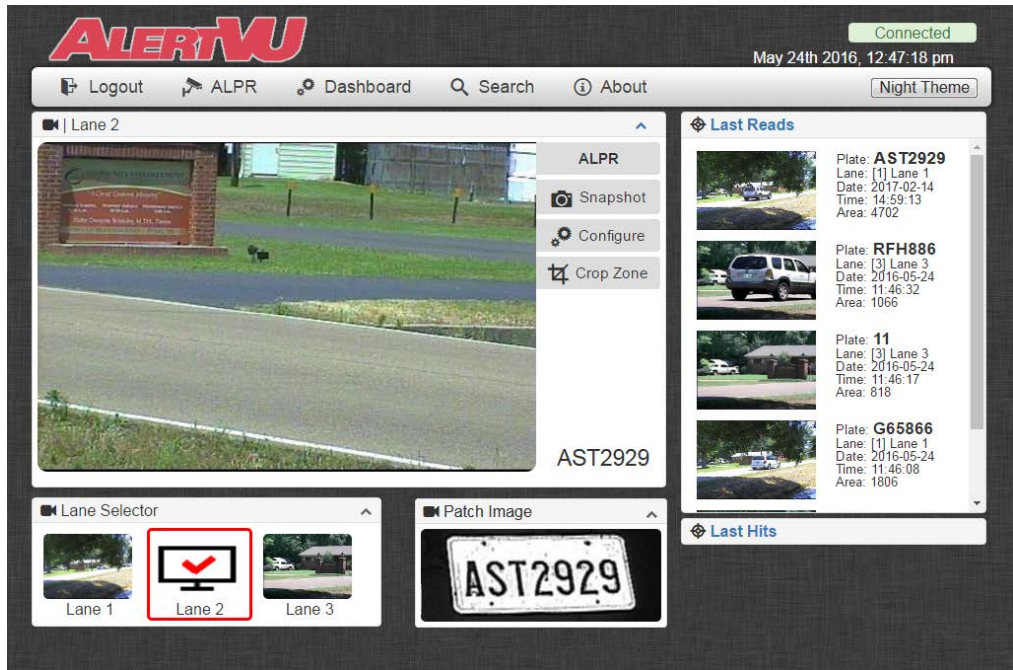 ALERTVU
Connected
May 24th 2016, 12:47:18 pm
Logout ALPR Dashboard Search About Night Theme
| Lane 2
ALPR
Snapshot
Configure
Crop Zone
AST2929
Lane Selector
Lane 1 Lane 2 Lane 3
Patch Image
AST2929
Last Reads
Plate: AST2929
Lane: [1] Lane 1
Date: 2017-02-14
Time: 14:59:13
Area: 4702
Plate: RFH886
Lane: [3] Lane 3
Date: 2016-05-24
Time: 11:46:32
Area: 1066
Plate: 11
Lane: [3] Lane 3
Date: 2016-05-24
Time: 11:46:17
Area: 818
Plate: G65866
Lane: [1] Lane 1
Date: 2016-05-24
Time: 11:46:08
Area: 1806
Last Hits